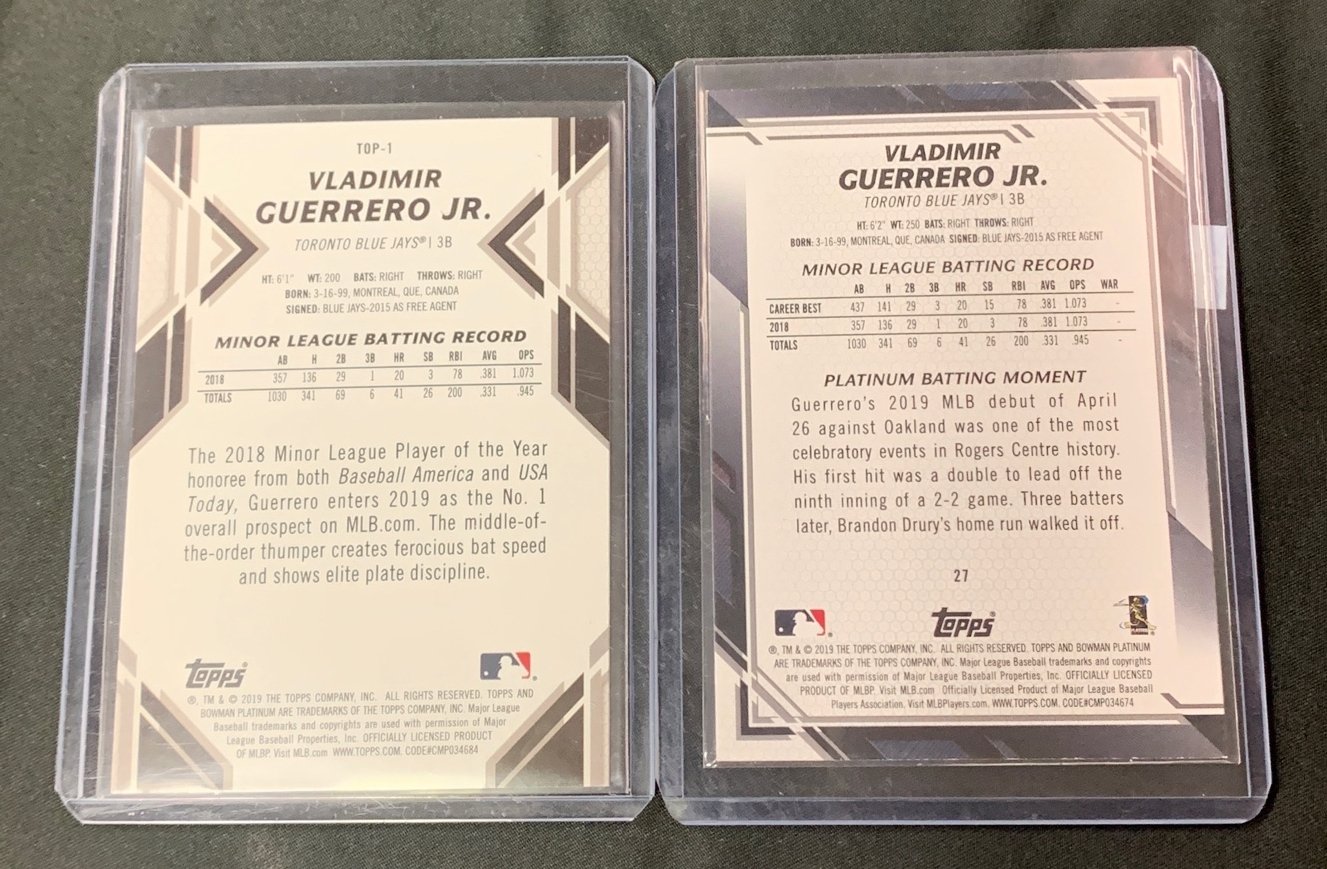 TOP-1
VLADIMIR
GUERRERO JR.
TORONTO BLUE JAYS® | 3B
HT: 6'1" WT: 200 BATS: RIGHT THROWS: RIGHT
BORN: 3-16-99, MONTREAL, QUE, CANADA
SIGNED: BLUE JAYS-2015 AS FREE AGENT
MINOR LEAGUE BATTING RECORD
AB H 2B 3B HR SB RBI AVG OPS
2018 357 136 29 1 20 3 78 .381 1.073
TOTALS 1030 341 69 6 41 26 200 .331 .945
The 2018 Minor League Player of the Year
honoree from both Baseball America and USA
Today, Guerrero enters 2019 as the No. 1
overall prospect on MLB.com. The middle-of-
the-order thumper creates ferocious bat speed
and shows elite plate discipline.
Topps®
®, TM & © 2019 THE TOPPS COMPANY, INC. ALL RIGHTS RESERVED. TOPPS AND
BOWMAN PLATINUM ARE TRADEMARKS OF THE TOPPS COMPANY, INC. Major League
Baseball trademarks and copyrights are used with permission of Major
League Baseball Properties, Inc. OFFICIALLY LICENSED PRODUCT
OF MLBP. Visit MLB.com WWW.TOPPS.COM. CODE#CMP034684
VLADIMIR
GUERRERO JR.
TORONTO BLUE JAYS® | 3B
HT: 6'2" WT: 250 BATS: RIGHT THROWS: RIGHT
BORN: 3-16-99, MONTREAL, QUE, CANADA SIGNED: BLUE JAYS-2015 AS FREE AGENT
MINOR LEAGUE BATTING RECORD
AB H 2B 3B HR SB RBI AVG OPS WAR
CAREER BEST 437 141 29 3 20 15 78 .381 1.073 -
2018 357 136 29 1 20 3 78 .381 1.073 -
TOTALS 1030 341 69 6 41 26 200 .331 .945 -
PLATINUM BATTING MOMENT
Guerrero's 2019 MLB debut of April
26 against Oakland was one of the most
celebratory events in Rogers Centre history.
His first hit was a double to lead off the
ninth inning of a 2-2 game. Three batters
later, Brandon Drury's home run walked it off.
27
Topps®
®, TM & © 2019 THE TOPPS COMPANY, INC. ALL RIGHTS RESERVED. TOPPS AND BOWMAN PLATINUM
ARE TRADEMARKS OF THE TOPPS COMPANY, INC. Major League Baseball trademarks and copyrights
are used with permission of Major League Baseball Properties, Inc. OFFICIALLY LICENSED
PRODUCT OF MLBP. Visit MLB.com Officially Licensed Product of Major League Baseball
Players Association. Visit MLBPlayers.com. WWW.TOPPS.COM. CODE#CMP034674